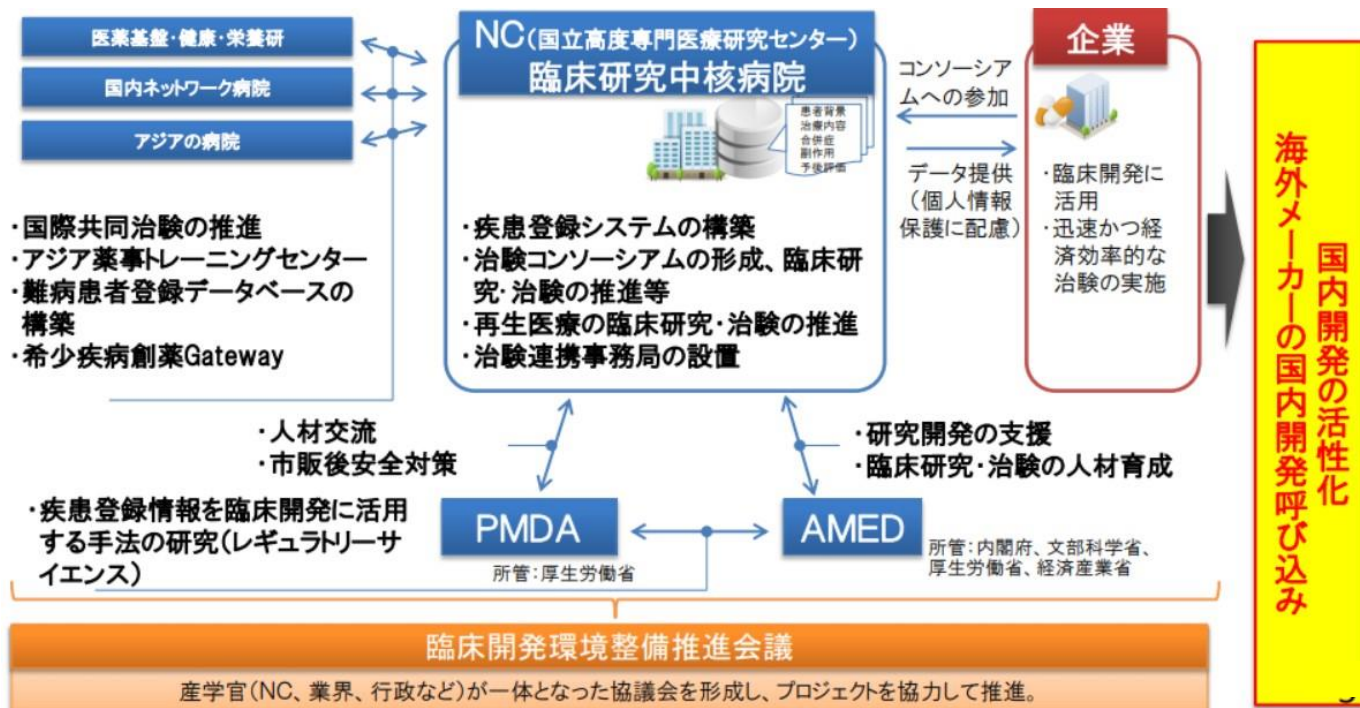 医薬基盤・健康・栄養研
国内ネットワーク病院
アジアの病院
・国際共同治験の推進
・アジア薬事トレーニングセンター
・難病患者登録データベースの
構築
・希少疾病創薬Gateway
NC(国立高度専門医療研究センター)
臨床研究中核病院
患者背景
治療内容
合併症
副作用
予後評価
・疾患登録システムの構築
・治験コンソーシアムの形成、臨床研
究・治験の推進等
・再生医療の臨床研究・治験の推進
・治験連携事務局の設置
コンソーシア
ムへの参加
データ提供
(個人情報
保護に配慮)
企業
・臨床開発に
活用
・迅速かつ経
済効率的な
治験の実施
国内開発の活性化
海外メーカーの国内開発呼び込み
・人材交流
・市販後安全対策
・研究開発の支援
・臨床研究・治験の人材育成
・疾患登録情報を臨床開発に活用
する手法の研究(レギュラトリーサ
イエンス)
PMDA
所管:厚生労働省
AMED
所管:内閣府、文部科学省、
厚生労働省、経済産業省
臨床開発環境整備推進会議
産学官(NC、業界、行政など)が一体となった協議会を形成し、プロジェクトを協力して推進。